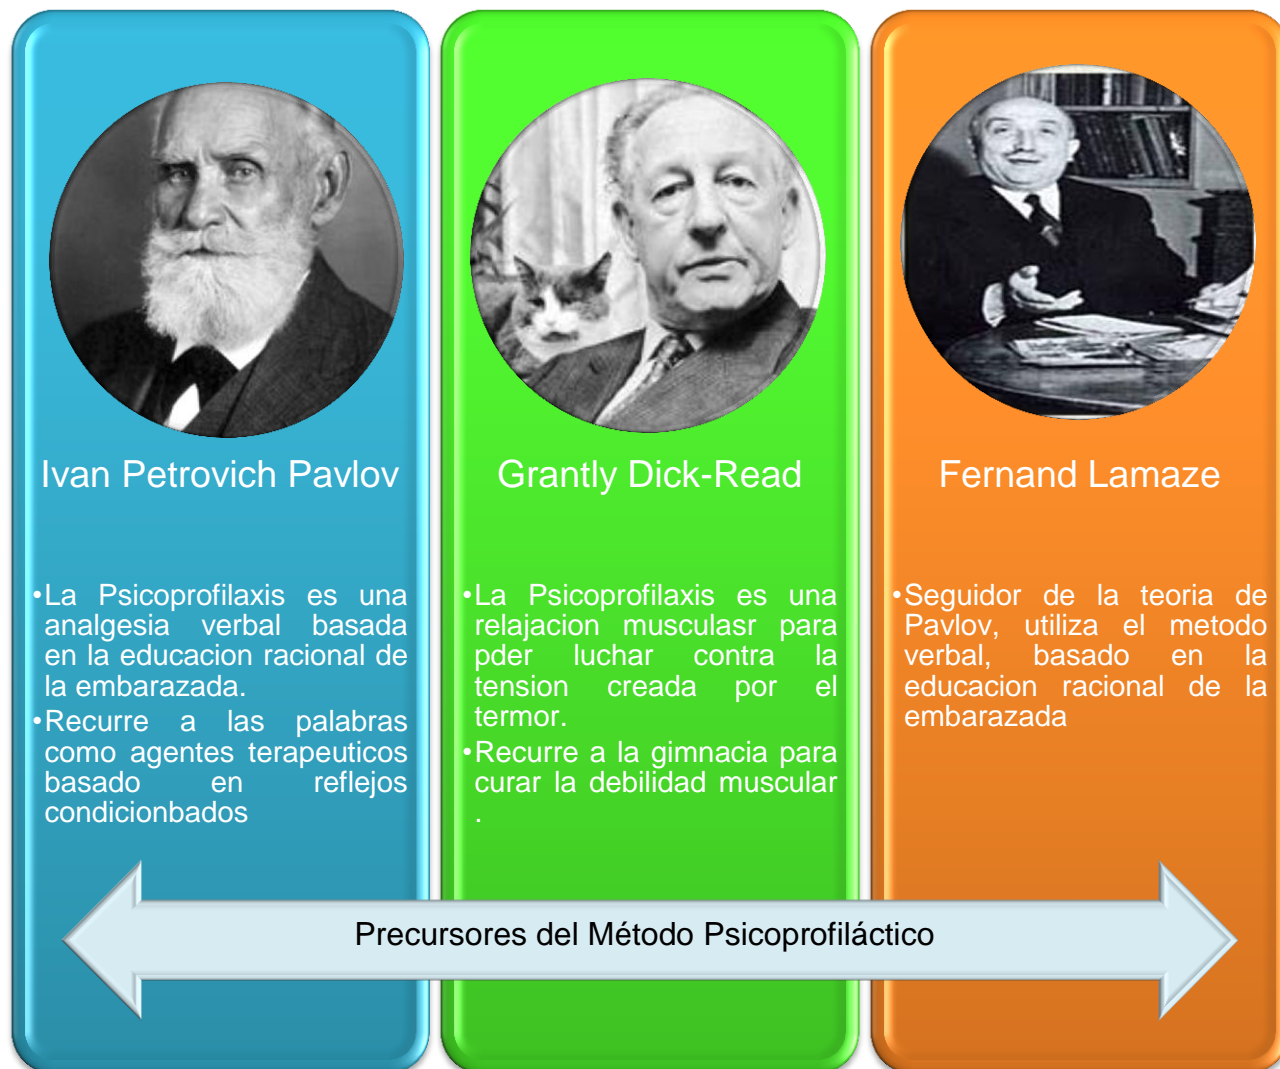 Ivan Petrovich Pavlov
•La Psicoprofilaxis es una
analgesia verbal basada
en la educacion racional de
la embarazada.
•Recurre a las palabras
como agentes terapeuticos
basado en reflejos
condicionbados
Grantly Dick-Read
•La Psicoprofilaxis es una
relajacion musculasr para
pder luchar contra la
tension creada por el
termor.
•Recurre a la gimnacia para
curar la debilidad muscular
.
Fernand Lamaze
•Seguidor de la teoria de
Pavlov, utiliza el metodo
verbal, basado en la
educacion racional de la
embarazada
Precursores del Método Psicoprofiláctico